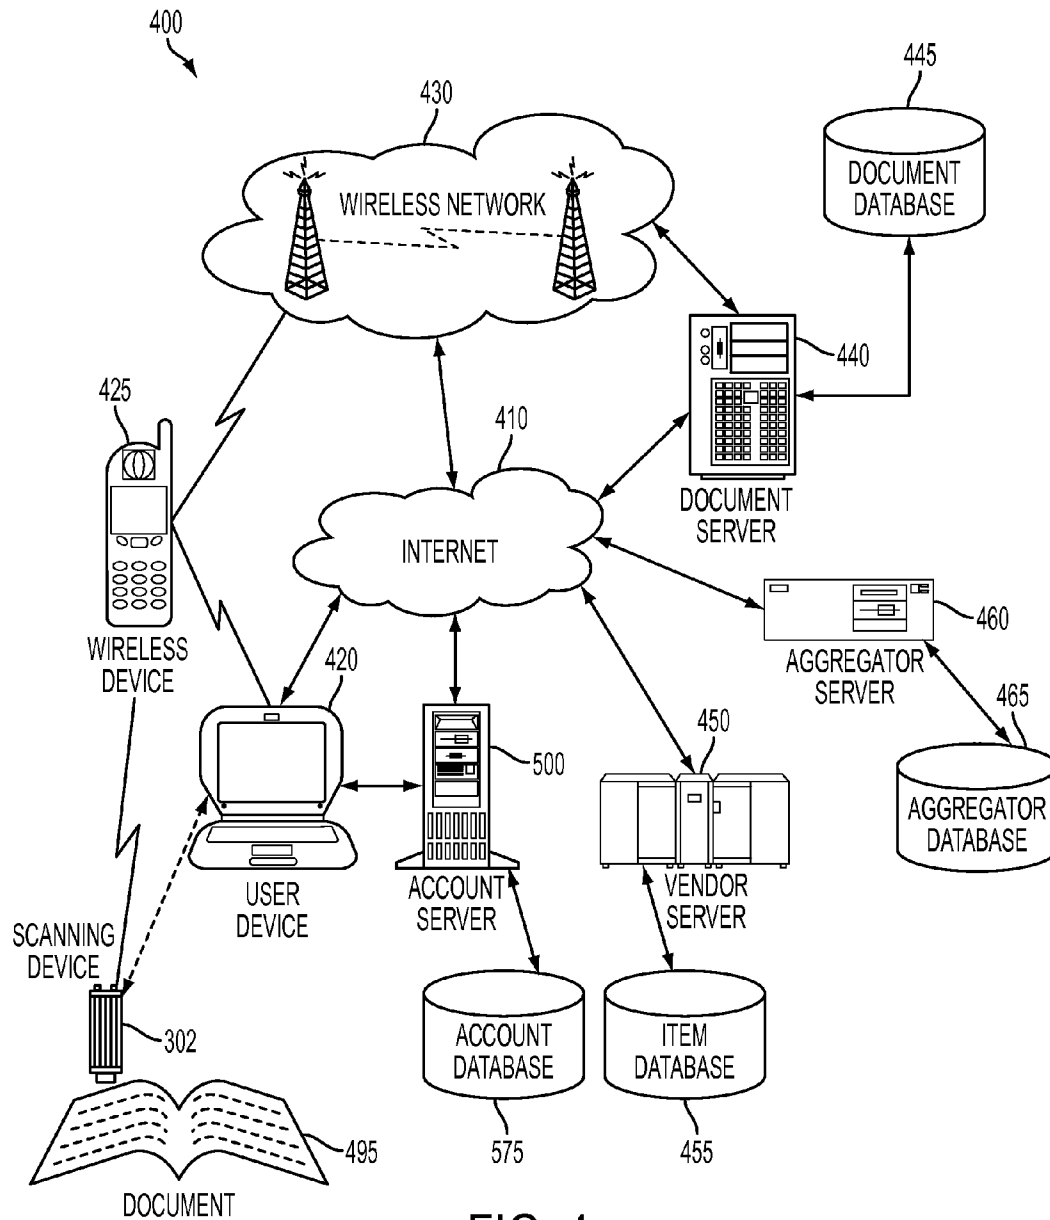 400
445
430
DOCUMENT
DATABASE
WIRELESS NETWORK
440
425
410
DOCUMENT
SERVER
INTERNET
460
WIRELESS
DEVICE
420
AGGREGATOR
SERVER
465
450
500
AGGREGATOR
DATABASE
USER
DEVICE
ACCOUNT
SERVER
VENDOR
SERVER
SCANNING
DEVICE
302
ACCOUNT
DATABASE
ITEM
DATABASE
495
575
455
DOCUMENT